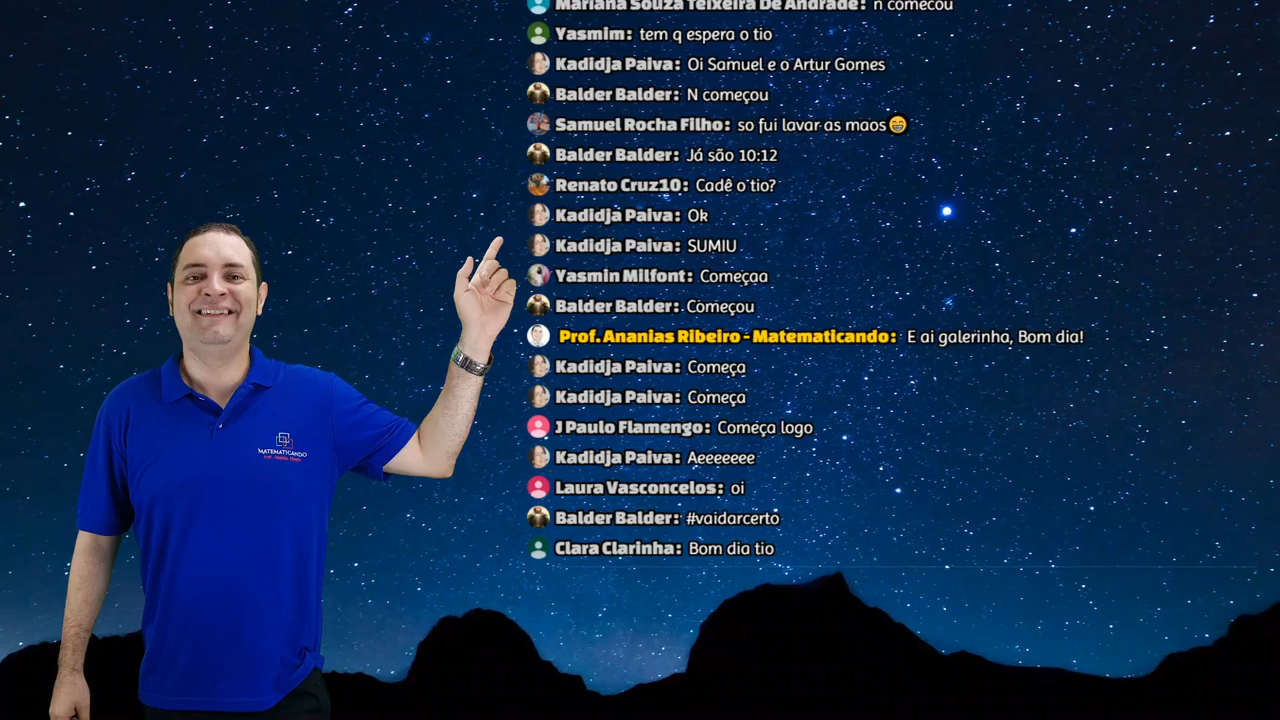 Mariana Souza Teixeira De Andrade: n comecou
Yasmim: tem q espera o tio
Kadidja Paiva: Oi Samuel e o Artur Gomes
Balder Balder: N começou
Samuel Rocha Filho: so fui lavar as maos😁
Balder Balder: Já são 10:12
Renato Cruz10: Cadê o tio?
Kadidja Paiva: Ok
Kadidja Paiva: SUMIU
Yasmin Milfont: Começaa
Balder Balder: Começou
Prof. Ananias Ribeiro - Matematicando: E ai galerinha, Bom dia!
Kadidja Paiva: Começa
Kadidja Paiva: Começa
J Paulo Flamengo: Começa logo
Kadidja Paiva: Aeeeeeee
Laura Vasconcelos: oi
Balder Balder: #vaidarcerto
Clara Clarinha: Bom dia tio
MATEMATICANDO